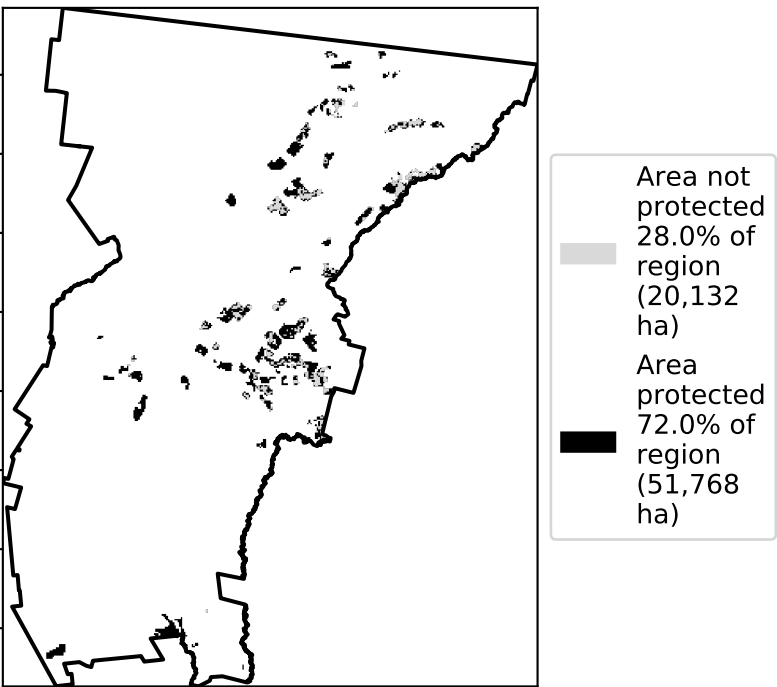 Area not
protected
28.0% of
region
(20,132
ha)
Area
protected
72.0% of
region
(51,768
ha)